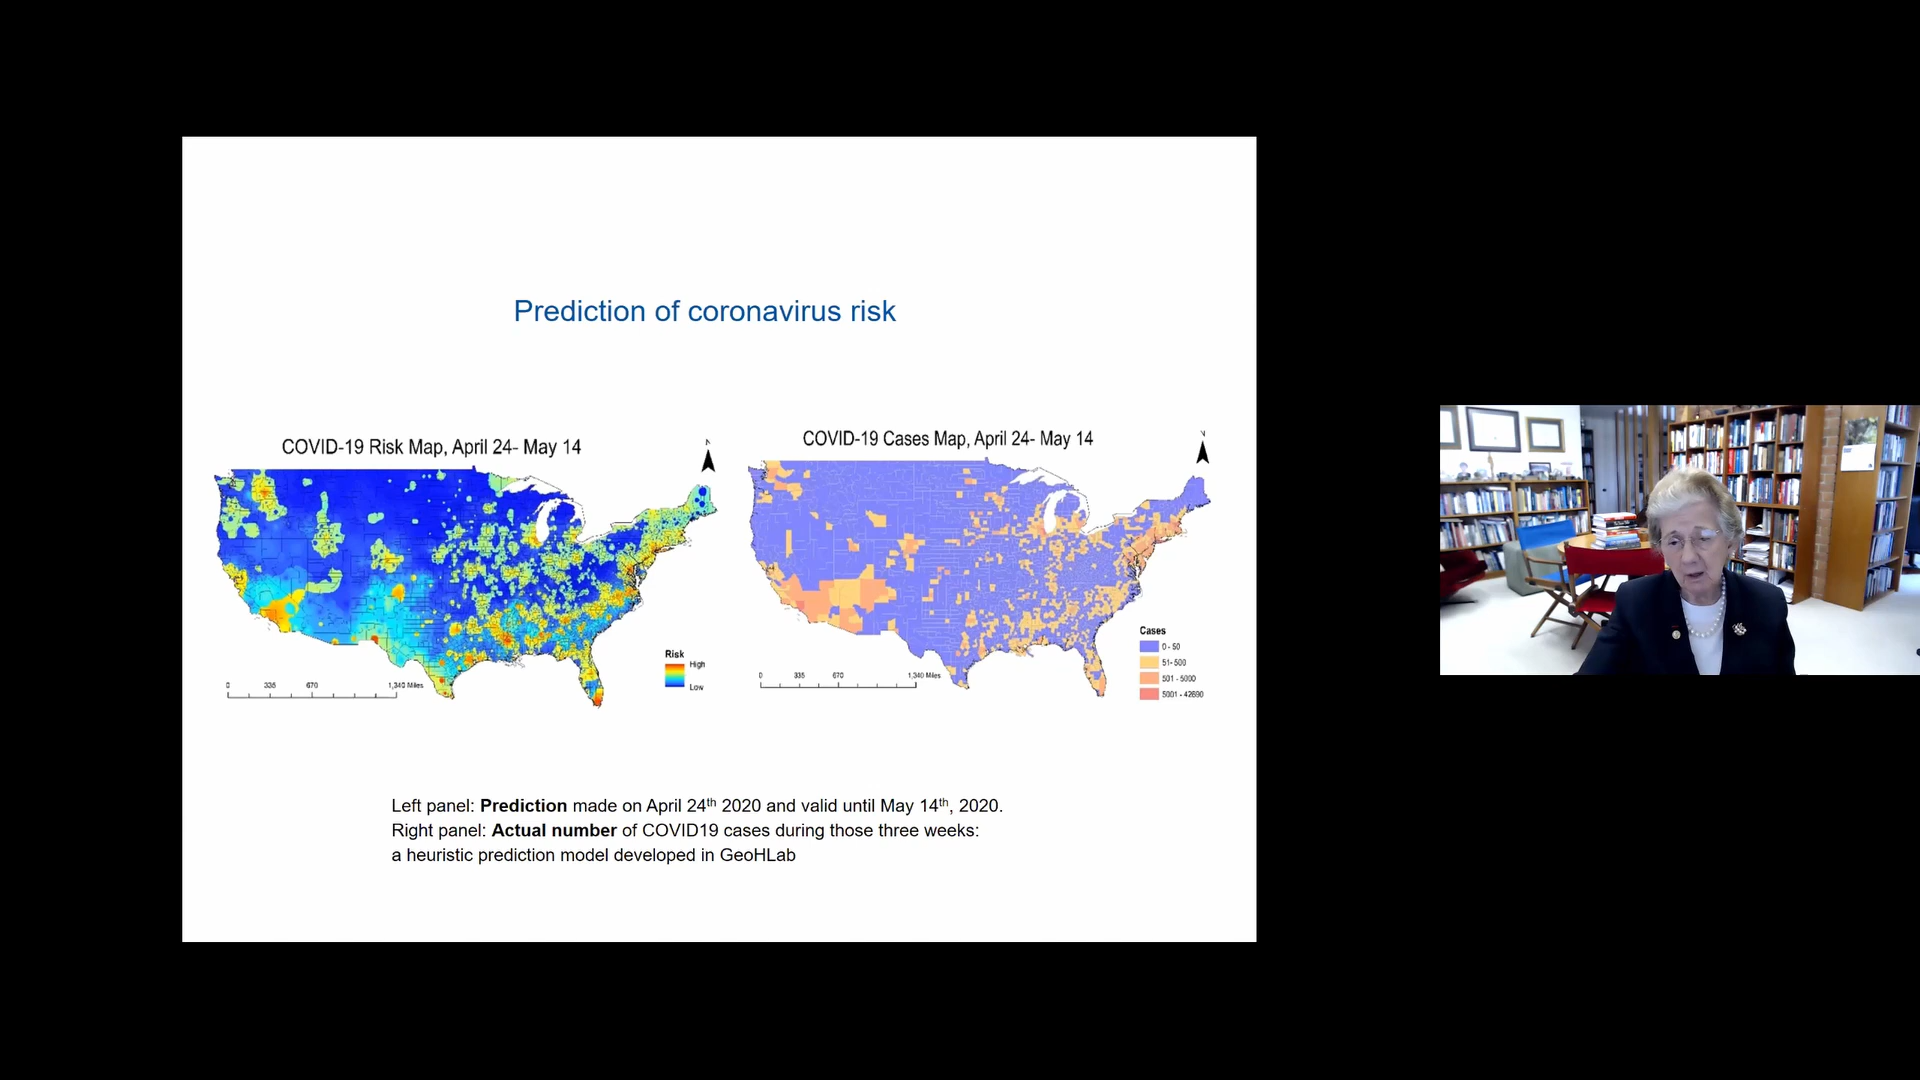 Prediction of coronavirus risk
COVID-19 Risk Map, April 24- May 14
N
Risk
High
Low
0 335 670 1,340 Miles
COVID-19 Cases Map, April 24- May 14
N
Cases
0 - 50
51- 500
501 - 5000
5001 - 42690
0 335 670 1,340 Miles
Left panel: Prediction made on April 24th 2020 and valid until May 14th, 2020.
Right panel: Actual number of COVID19 cases during those three weeks:
a heuristic prediction model developed in GeoHLab